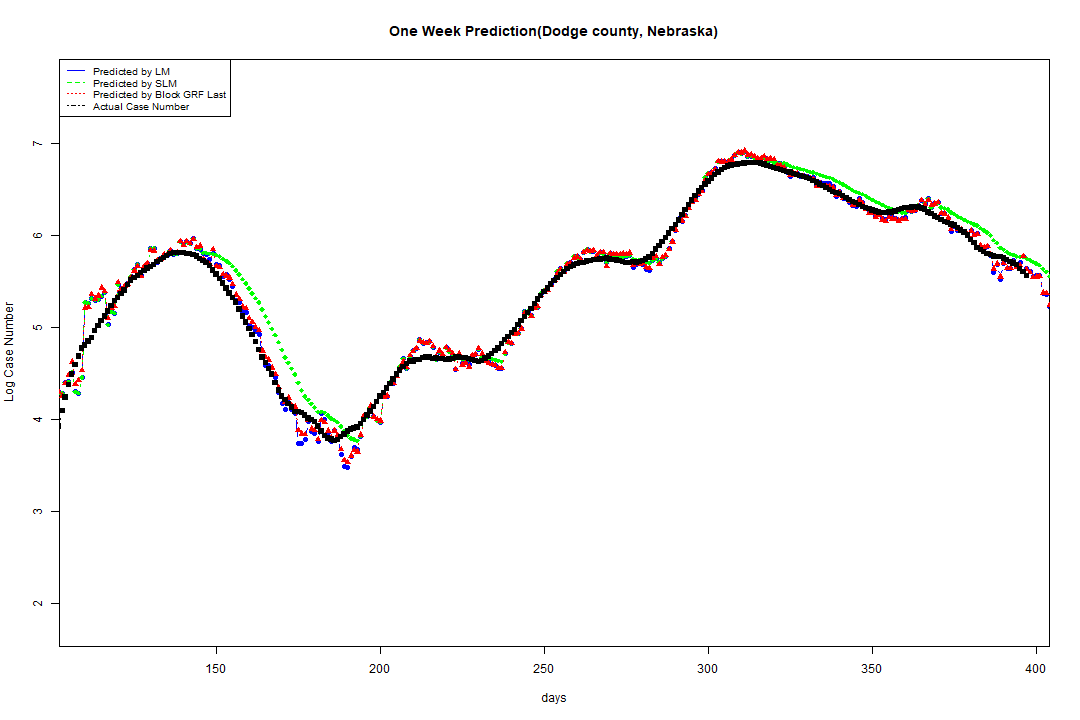 One Week Prediction(Dodge county, Nebraska)
Predicted by LM
Predicted by SLM
Predicted by Block GRF Last
Actual Case Number
7
6
5
4
3
2
Log Case Number
150 200 250 300 350 400
days